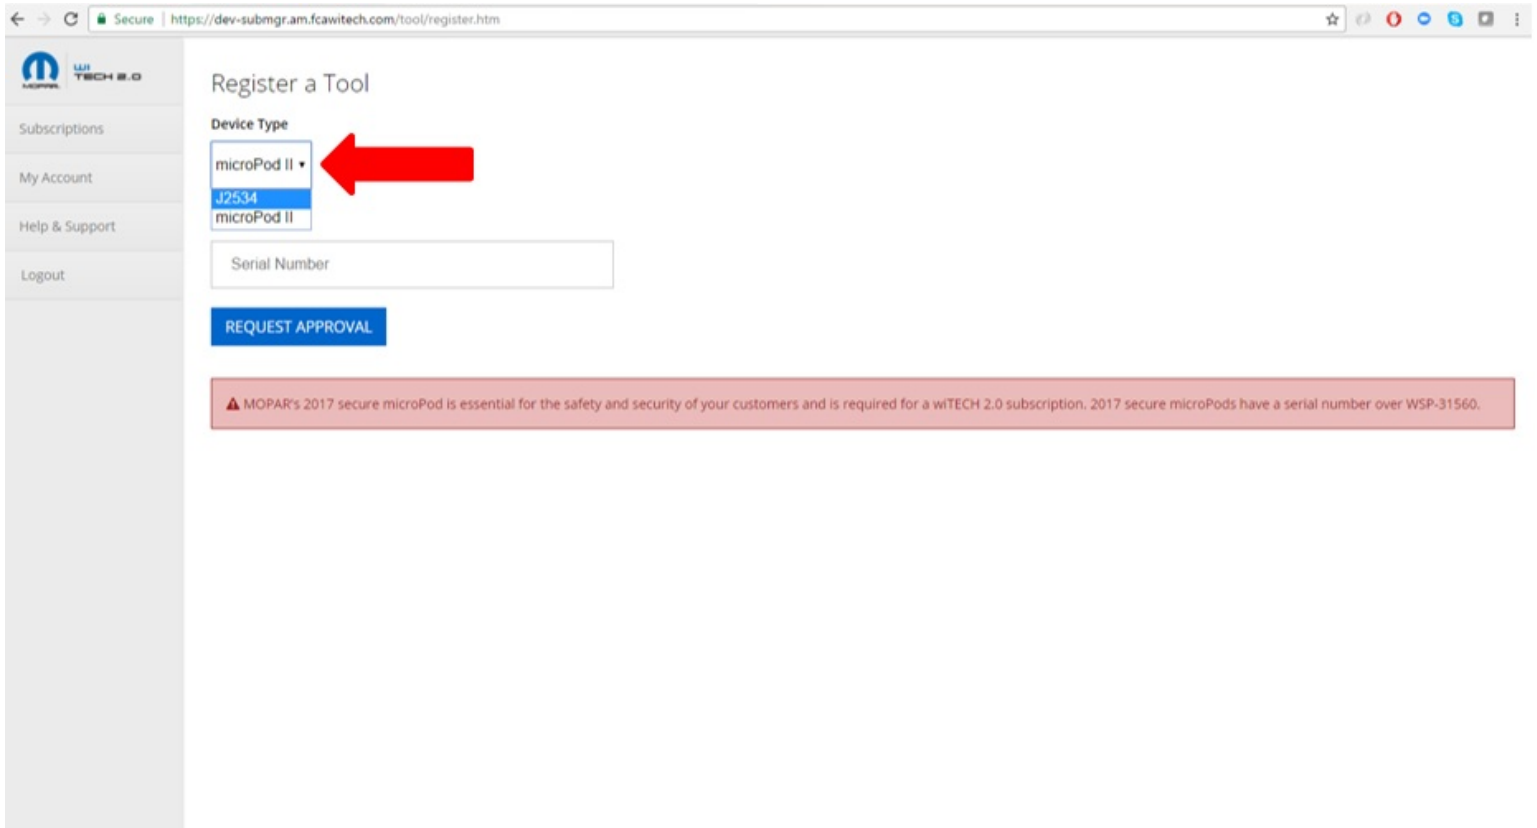 Secure | https://dev-submgr.am.fcawitech.com/tool/register.htm
MOPAR.
WI
TECH 2.0
Register a Tool
Subscriptions
Device Type
microPod II
My Account
J2534
microPod II
Help & Support
Serial Number
Logout
REQUEST APPROVAL
MOPAR's 2017 secure microPod is essential for the safety and security of your customers and is required for a wiTECH 2.0 subscription. 2017 secure microPods have a serial number over WSP-31560.